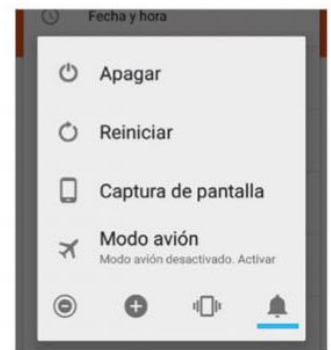 Fecha y hora
Apagar
Reiniciar
Captura de pantalla
Modo avión
Modo avión desactivado. Activar